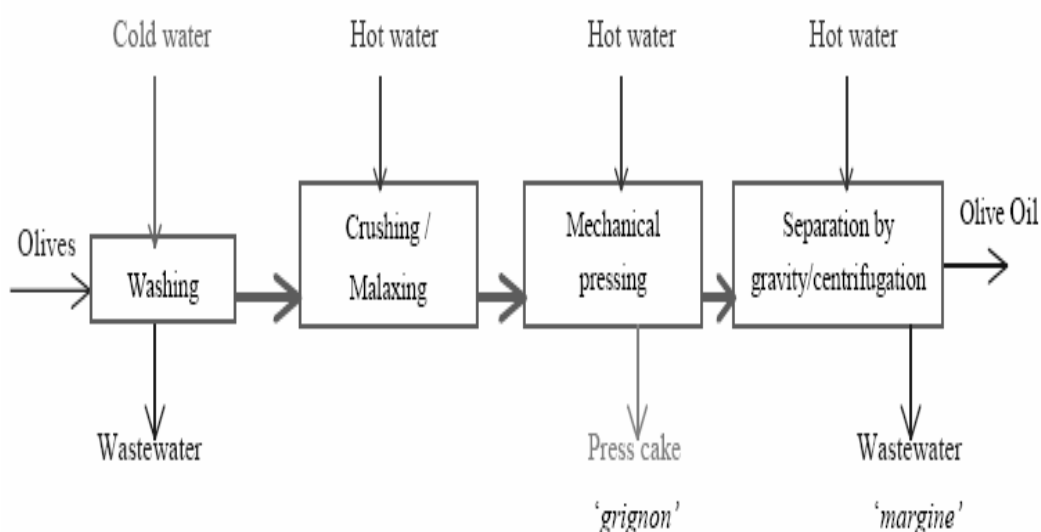 Cold water
Hot water
Hot water
Hot water
Olives
Washing
Crushing /
Malaxing
Mechanical
pressing
Separation by
gravity/centrifugation
Olive Oil
Wastewater
Press cake
'grignon'
Wastewater
'margine'